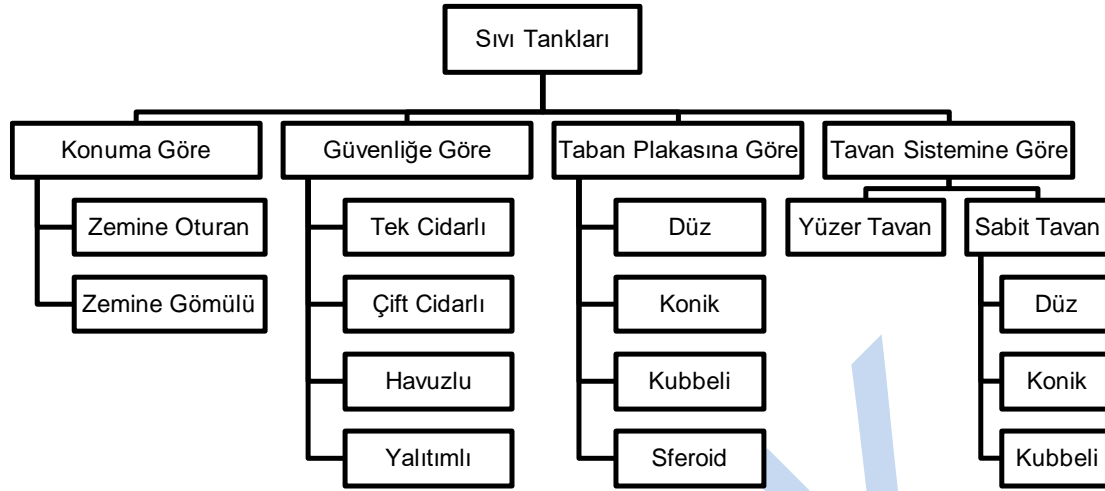 Sıvı Tankları
Konuma Göre
Güvenliğe Göre
Taban Plakasına Göre
Tavan Sistemine Göre
Zemine Oturan
Zemine Gömülü
Tek Cidarlı
Çift Cidarlı
Havuzlu
Yalıtımlı
Düz
Konik
Kubbeli
Sferoid
Yüzer Tavan
Sabit Tavan
Düz
Konik
Kubbeli